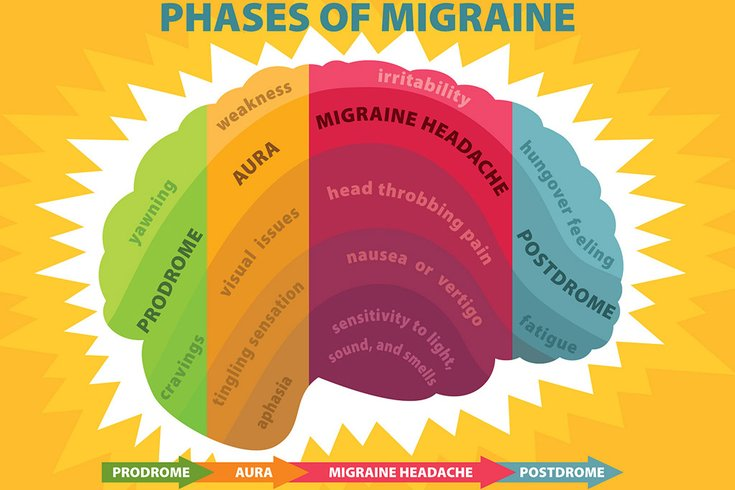 PHASES OF MIGRAINE
yawning
PRODROME
cravings
weakness
AURA
visual issues
tingling sensation
aphasia
irritability
MIGRAINE HEADACHE
head throbbing pain
nausea or vertigo
sensitivity to light,
sound, and smells
hungover feeling
POSTDROME
fatigue
PRODROME
AURA
MIGRAINE HEADACHE
POSTDROME